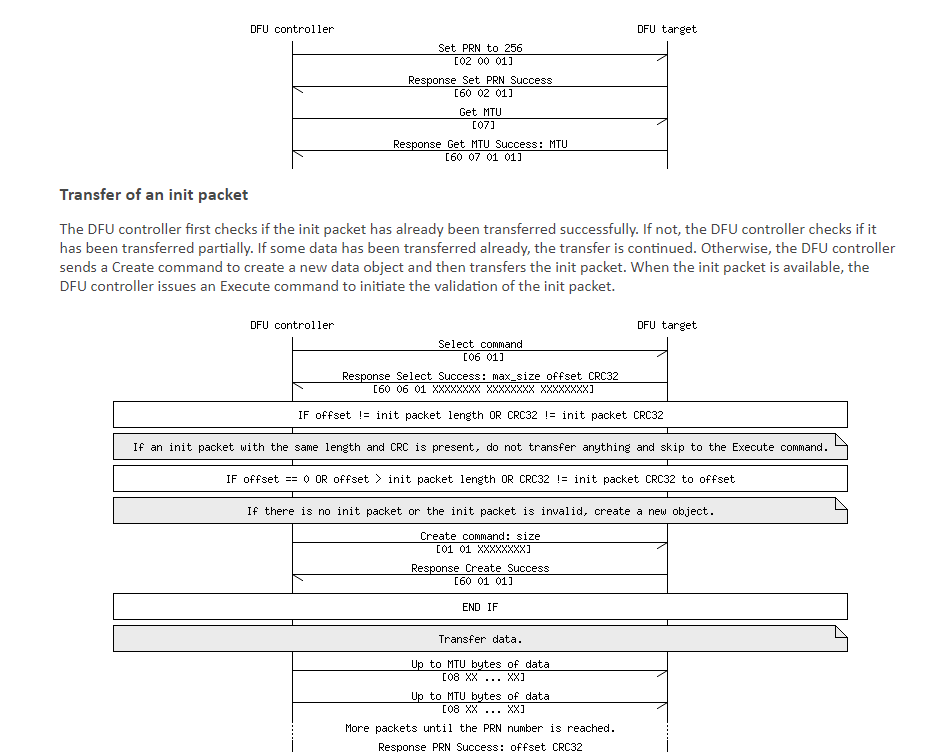 DFU controller DFU target
Set PRN to 256
[02 00 01]
Response Set PRN Success
[60 02 01]
Get MTU
[07]
Response Get MTU Success: MTU
[60 07 01 01]
Transfer of an init packet
The DFU controller first checks if the init packet has already been transferred successfully. If not, the DFU controller checks if it
has been transferred partially. If some data has been transferred already, the transfer is continued. Otherwise, the DFU controller
sends a Create command to create a new data object and then transfers the init packet. When the init packet is available, the
DFU controller issues an Execute command to initiate the validation of the init packet.
DFU controller DFU target
Select command
[06 01]
Response Select Success: max_size offset CRC32
[60 06 01 XXXXXXXX XXXXXXXX XXXXXXXX]
IF offset != init packet length OR CRC32 != init packet CRC32
If an init packet with the same length and CRC is present, do not transfer anything and skip to the Execute command.
IF offset == 0 OR offset > init packet length OR CRC32 != init packet CRC32 to offset
If there is no init packet or the init packet is invalid, create a new object.
Create command: size
[01 01 XXXXXXXX]
Response Create Success
[60 01 01]
END IF
Transfer data.
Up to MTU bytes of data
[08 XX ... XX]
Up to MTU bytes of data
[08 XX ... XX]
More packets until the PRN number is reached.
Response PRN Success: offset CRC32